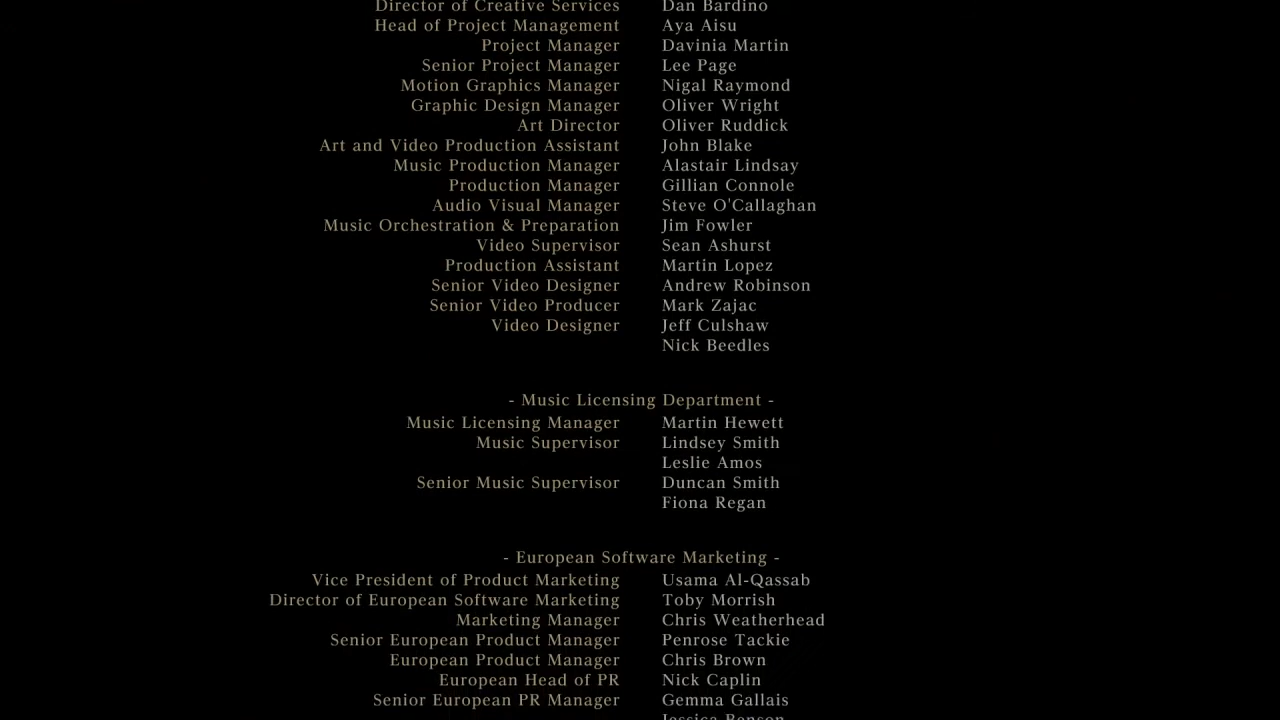 Director of Creative Services Dan Bardino
Head of Project Management Aya Aisu
Project Manager Davinia Martin
Senior Project Manager Lee Page
Motion Graphics Manager Nigal Raymond
Graphic Design Manager Oliver Wright
Art Director Oliver Ruddick
Art and Video Production Assistant John Blake
Music Production Manager Alastair Lindsay
Production Manager Gillian Connole
Audio Visual Manager Steve O'Callaghan
Music Orchestration & Preparation Jim Fowler
Video Supervisor Sean Ashurst
Production Assistant Martin Lopez
Senior Video Designer Andrew Robinson
Senior Video Producer Mark Zajac
Video Designer Jeff Culshaw
Nick Beedles
- Music Licensing Department -
Music Licensing Manager Martin Hewett
Music Supervisor Lindsey Smith
Leslie Amos
Senior Music Supervisor Duncan Smith
Fiona Regan
- European Software Marketing -
Vice President of Product Marketing Usama Al-Qassab
Director of European Software Marketing Toby Morrish
Marketing Manager Chris Weatherhead
Senior European Product Manager Penrose Tackie
European Product Manager Chris Brown
European Head of PR Nick Caplin
Senior European PR Manager Gemma Gallais
Jessica Benson